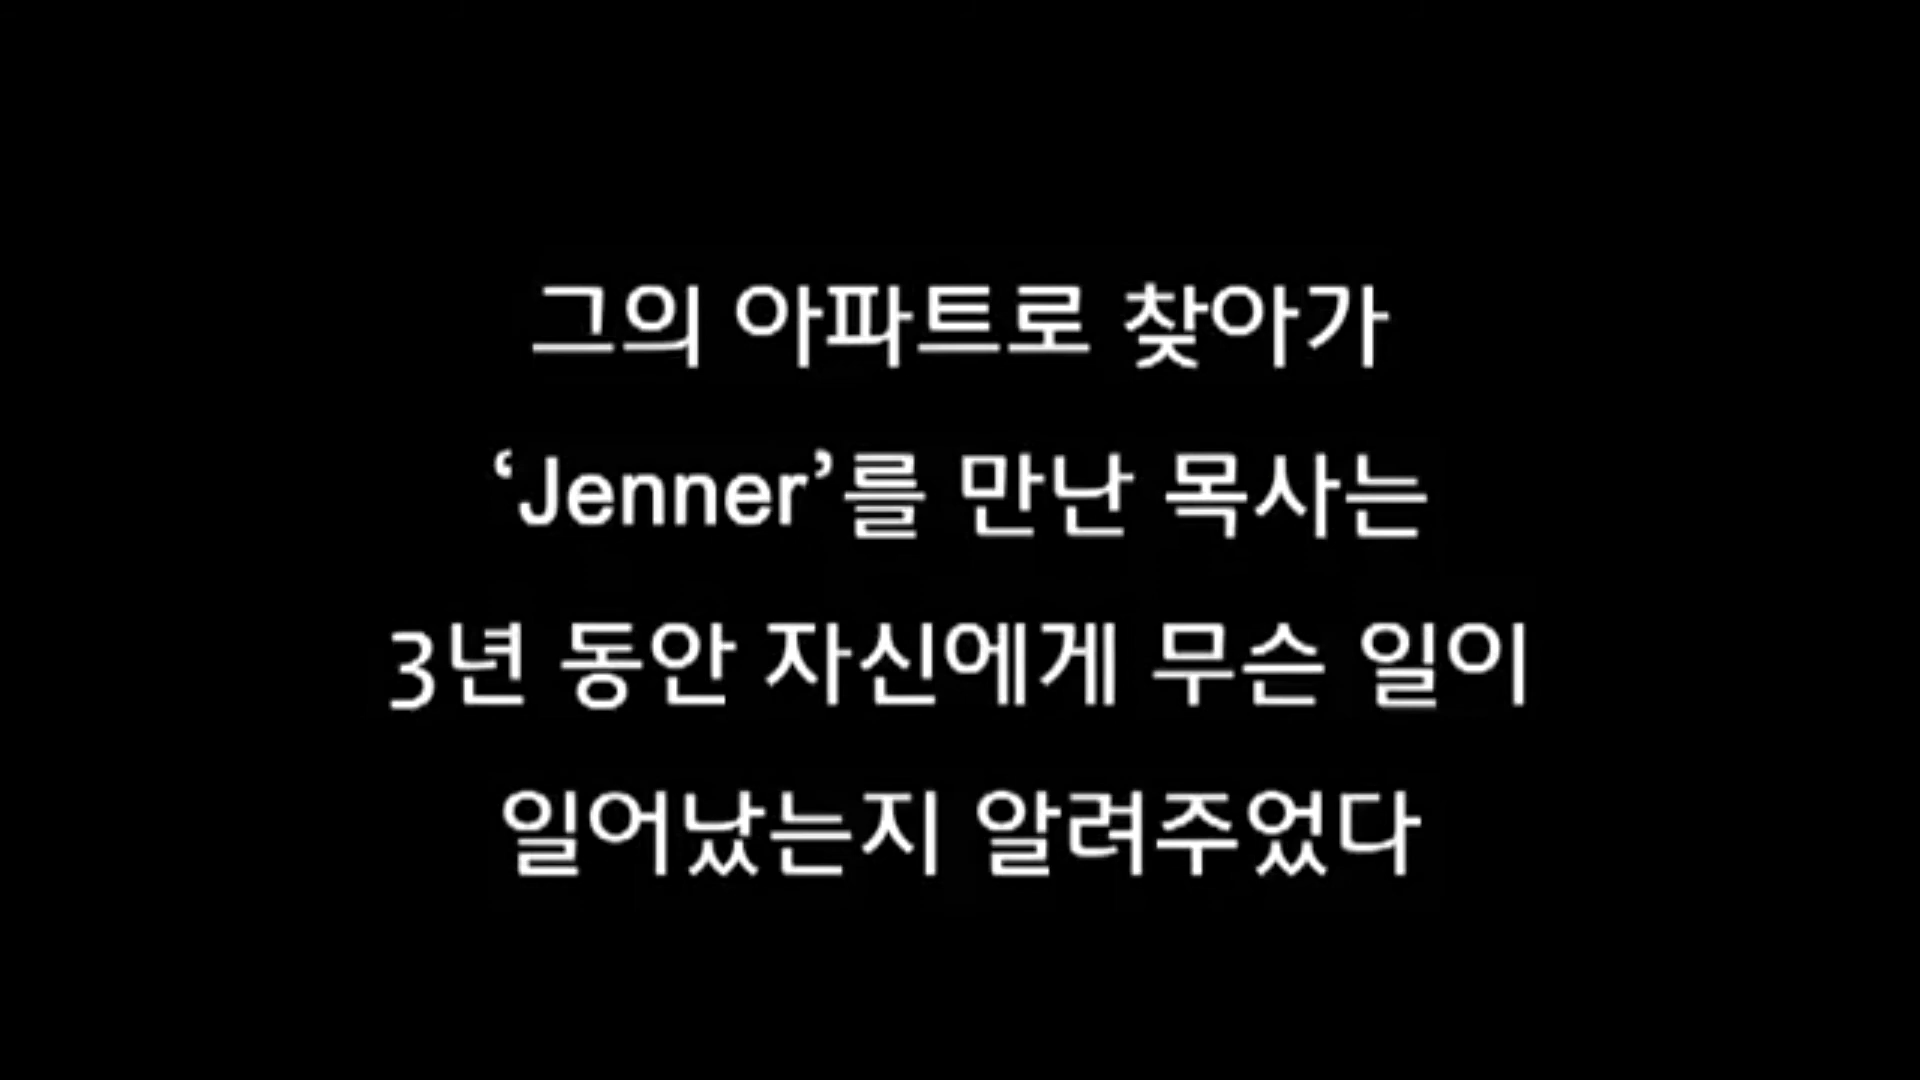 그의 아파트로 찾아가
‘Jenner’를 만난 목사는
3년 동안 자신에게 무슨 일이
일어났는지 알려주었다